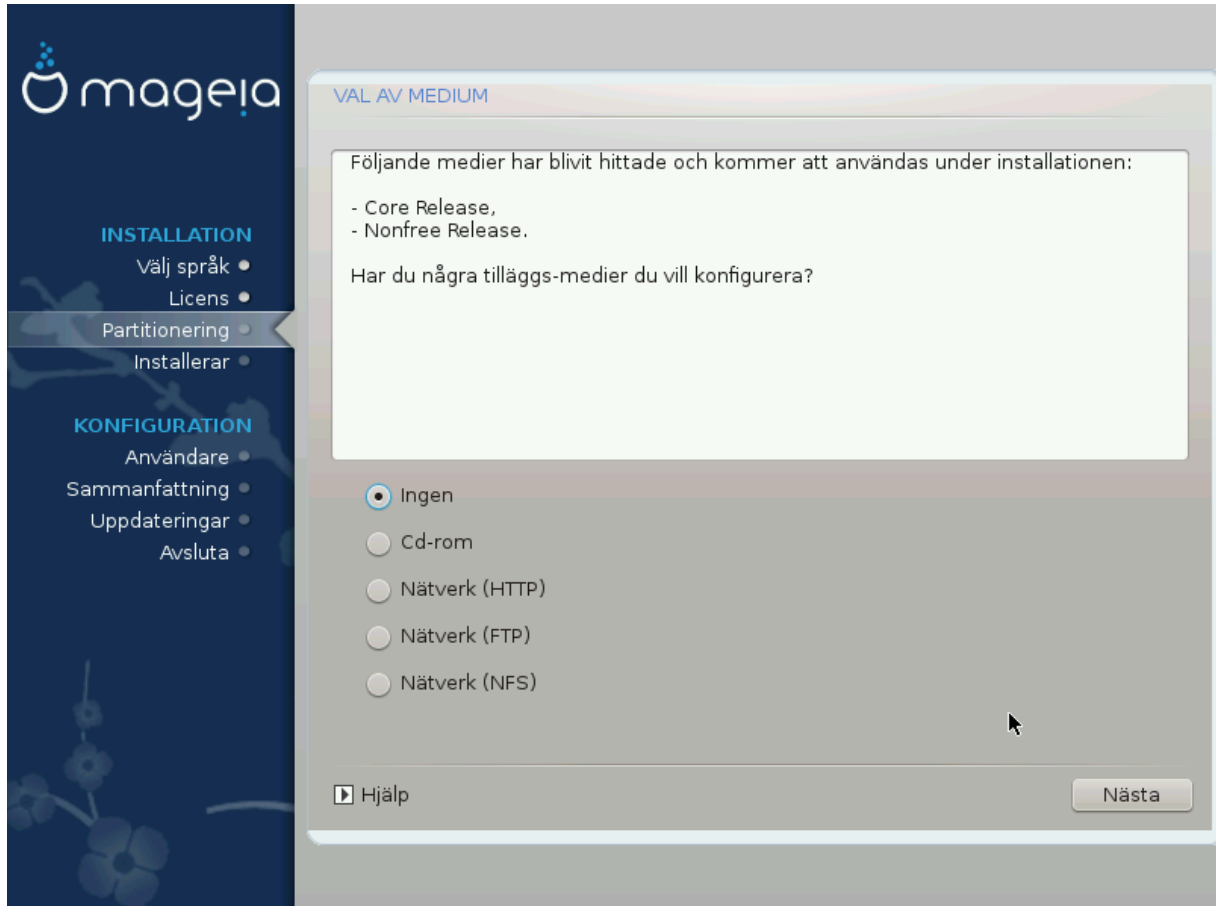 mageia
INSTALLATION
Välj språk
Licens
Partitionering
Installerar
KONFIGURATION
Användare
Sammanfattning
Uppdateringar
Avsluta
VAL AV MEDIUM
Följande medier har blivit hittade och kommer att användas under installationen:
- Core Release,
- Nonfree Release.
Har du några tilläggs-medier du vill konfigurera?
Ingen
Cd-rom
Nätverk (HTTP)
Nätverk (FTP)
Nätverk (NFS)
Hjälp
Nästa